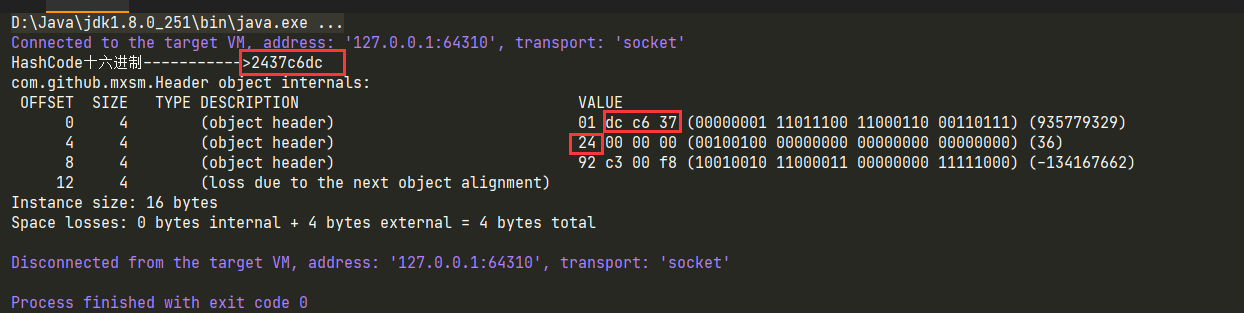 D:\Java\jdk1.8.0_251\bin\java.exe ...
Connected to the target VM, address: '127.0.0.1:64310', transport: 'socket'
HashCode十六进制----------->2437c6dc
com.github.mxsm.Header object internals:
OFFSET  SIZE   TYPE DESCRIPTION                               VALUE
0     4        (object header)                           01 dc c6 37 (00000001 11011100 11000110 00110111) (935779329)
4     4        (object header)                           24 00 00 00 (00100100 00000000 00000000 00000000) (36)
8     4        (object header)                           92 c3 00 f8 (10010010 11000011 00000000 11111000) (-134167662)
12     4        (loss due to the next object alignment)
Instance size: 16 bytes
Space losses: 0 bytes internal + 4 bytes external = 4 bytes total
Disconnected from the target VM, address: '127.0.0.1:64310', transport: 'socket'
Process finished with exit code 0